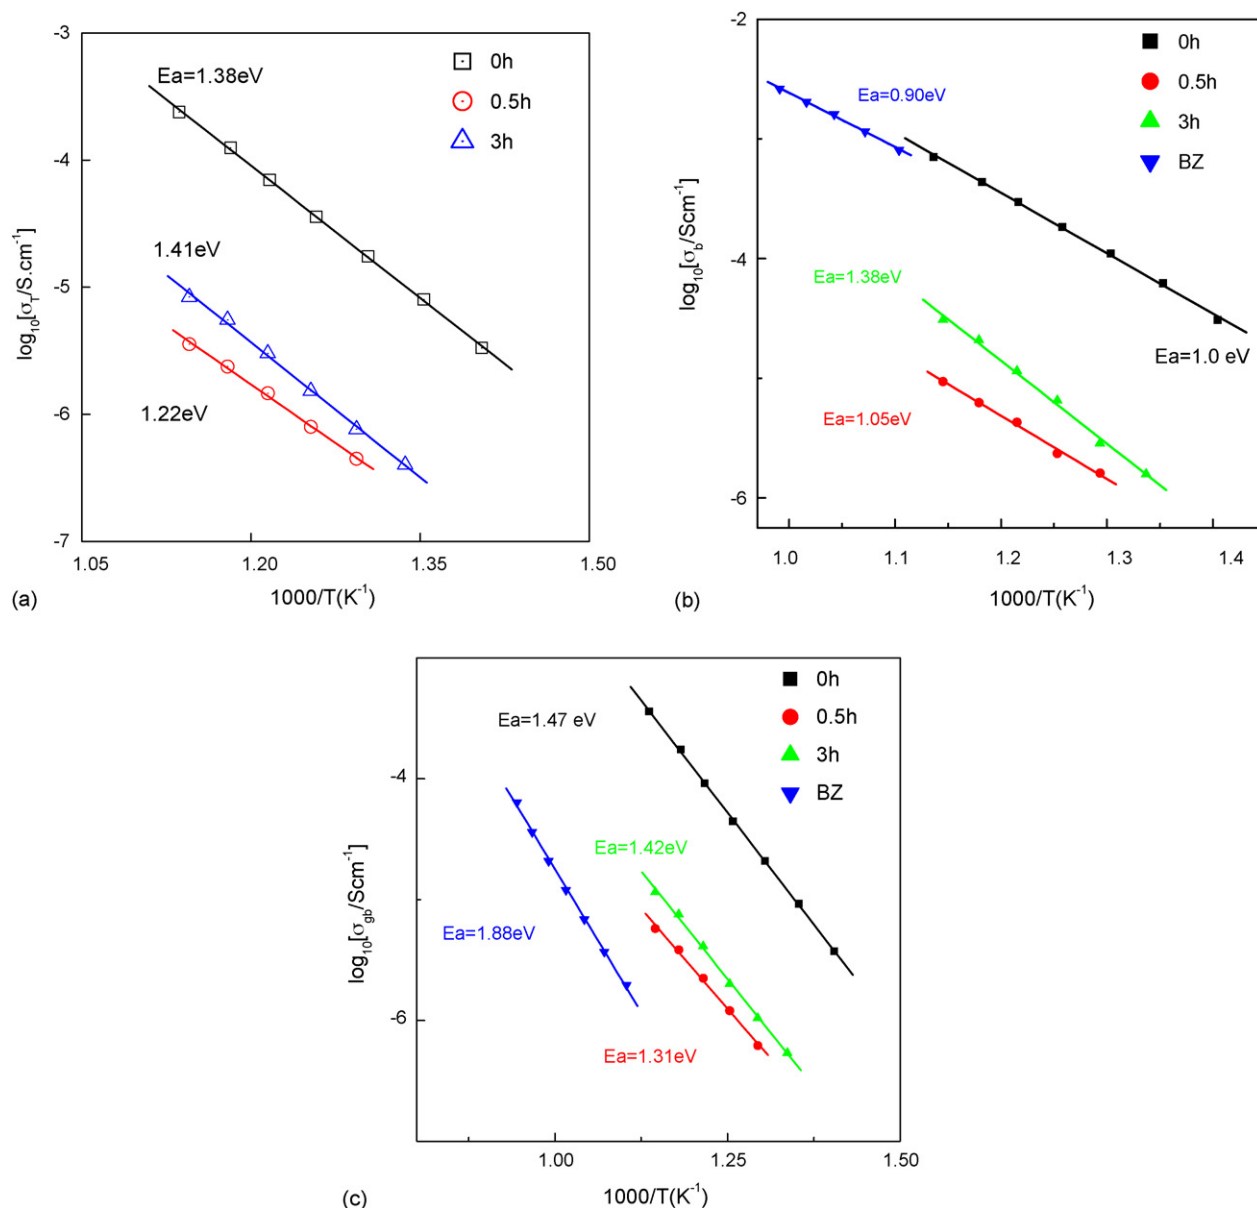 -3
-4
-5
-6
-7
log₁₀[σT/S.cm⁻¹]
Ea=1.38eV
1.41eV
1.22eV
0h
0.5h
3h
1.05
1.20
1.35
1.50
1000/T(K⁻¹)
(a)
-2
-4
-6
log₁₀[σb/Scm⁻¹]
Ea=0.90eV
Ea=1.38eV
Ea=1.05eV
Ea=1.0 eV
0h
0.5h
3h
BZ
1.0
1.1
1.2
1.3
1.4
1000/T(K⁻¹)
(b)
-4
-6
log₁₀[σgb/Scm⁻¹]
Ea=1.47 eV
Ea=1.42eV
Ea=1.88eV
Ea=1.31eV
0h
0.5h
3h
BZ
1.00
1.25
1.50
1000/T(K⁻¹)
(c)